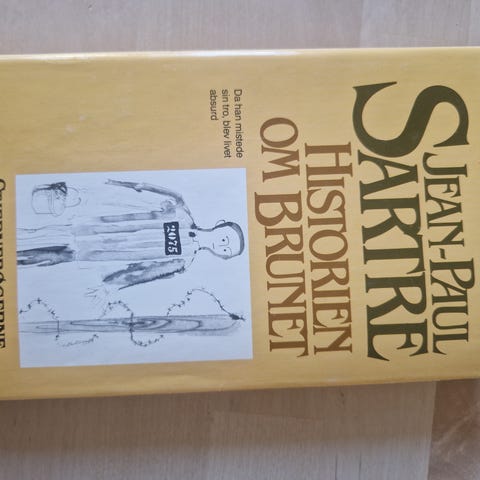 JEAN-PAUL
SARTRE
HISTORIEN
OM BRUNET
Da han mistede
sin tro, blev livet
absurd
2075